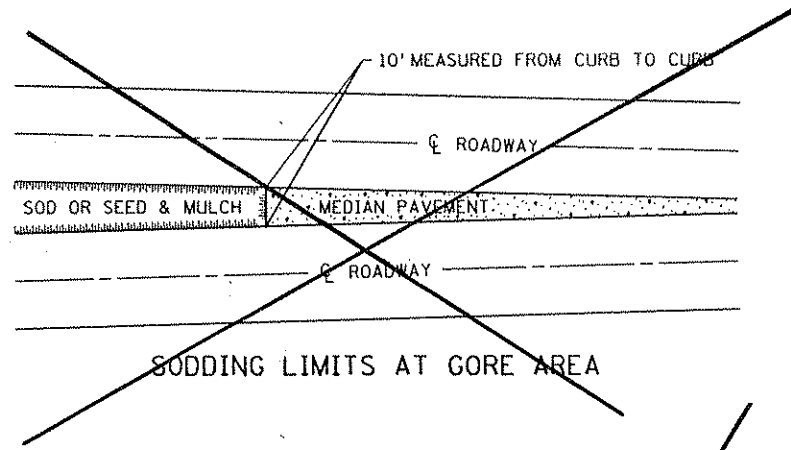 10' MEASURED FROM CURB TO CURB
℄ ROADWAY
SOD OR SEED & MULCH
MEDIAN PAVEMENT
℄ ROADWAY
SODDING LIMITS AT GORE AREA